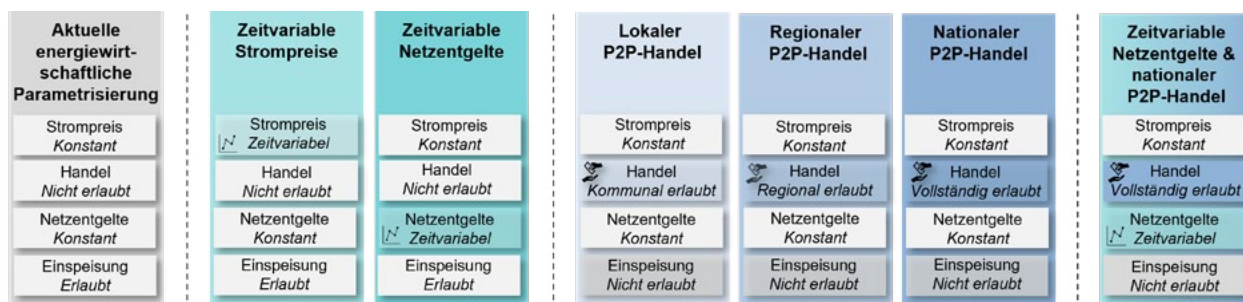 Aktuelle
energiewirt-
schaftliche
Parametrisierung
Strompreis
Konstant
Handel
Nicht erlaubt
Netzentgelte
Konstant
Einspeisung
Erlaubt
Zeitvariable
Strompreise
Strompreis
Zeitvariabel
Handel
Nicht erlaubt
Netzentgelte
Konstant
Einspeisung
Erlaubt
Zeitvariable
Netzentgelte
Strompreis
Konstant
Handel
Nicht erlaubt
Netzentgelte
Zeitvariabel
Einspeisung
Erlaubt
Lokaler
P2P-Handel
Strompreis
Konstant
Handel
Kommunal erlaubt
Netzentgelte
Konstant
Einspeisung
Nicht erlaubt
Regionaler
P2P-Handel
Strompreis
Konstant
Handel
Regional erlaubt
Netzentgelte
Konstant
Einspeisung
Nicht erlaubt
Nationaler
P2P-Handel
Strompreis
Konstant
Handel
Vollständig erlaubt
Netzentgelte
Konstant
Einspeisung
Nicht erlaubt
Zeitvariable
Netzentgelte &
nationaler
P2P-Handel
Strompreis
Konstant
Handel
Vollständig erlaubt
Netzentgelte
Zeitvariabel
Einspeisung
Nicht erlaubt